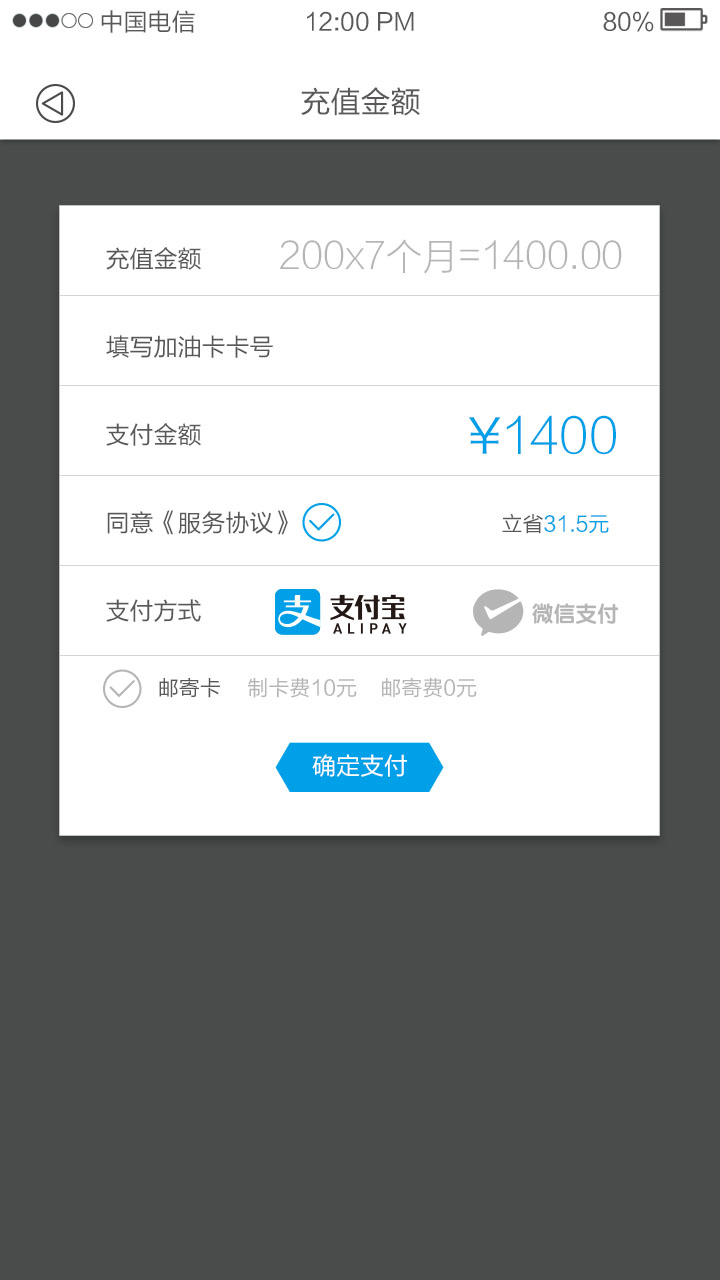 中国电信 12:00 PM 80%
充值金额
充值金额 200x7个月=1400.00
填写加油卡卡号
支付金额 ¥1400
同意《服务协议》 立省31.5元
支付方式 支 支付宝 ALIPAY 微信支付
邮寄卡 制卡费10元 邮寄费0元
确定支付